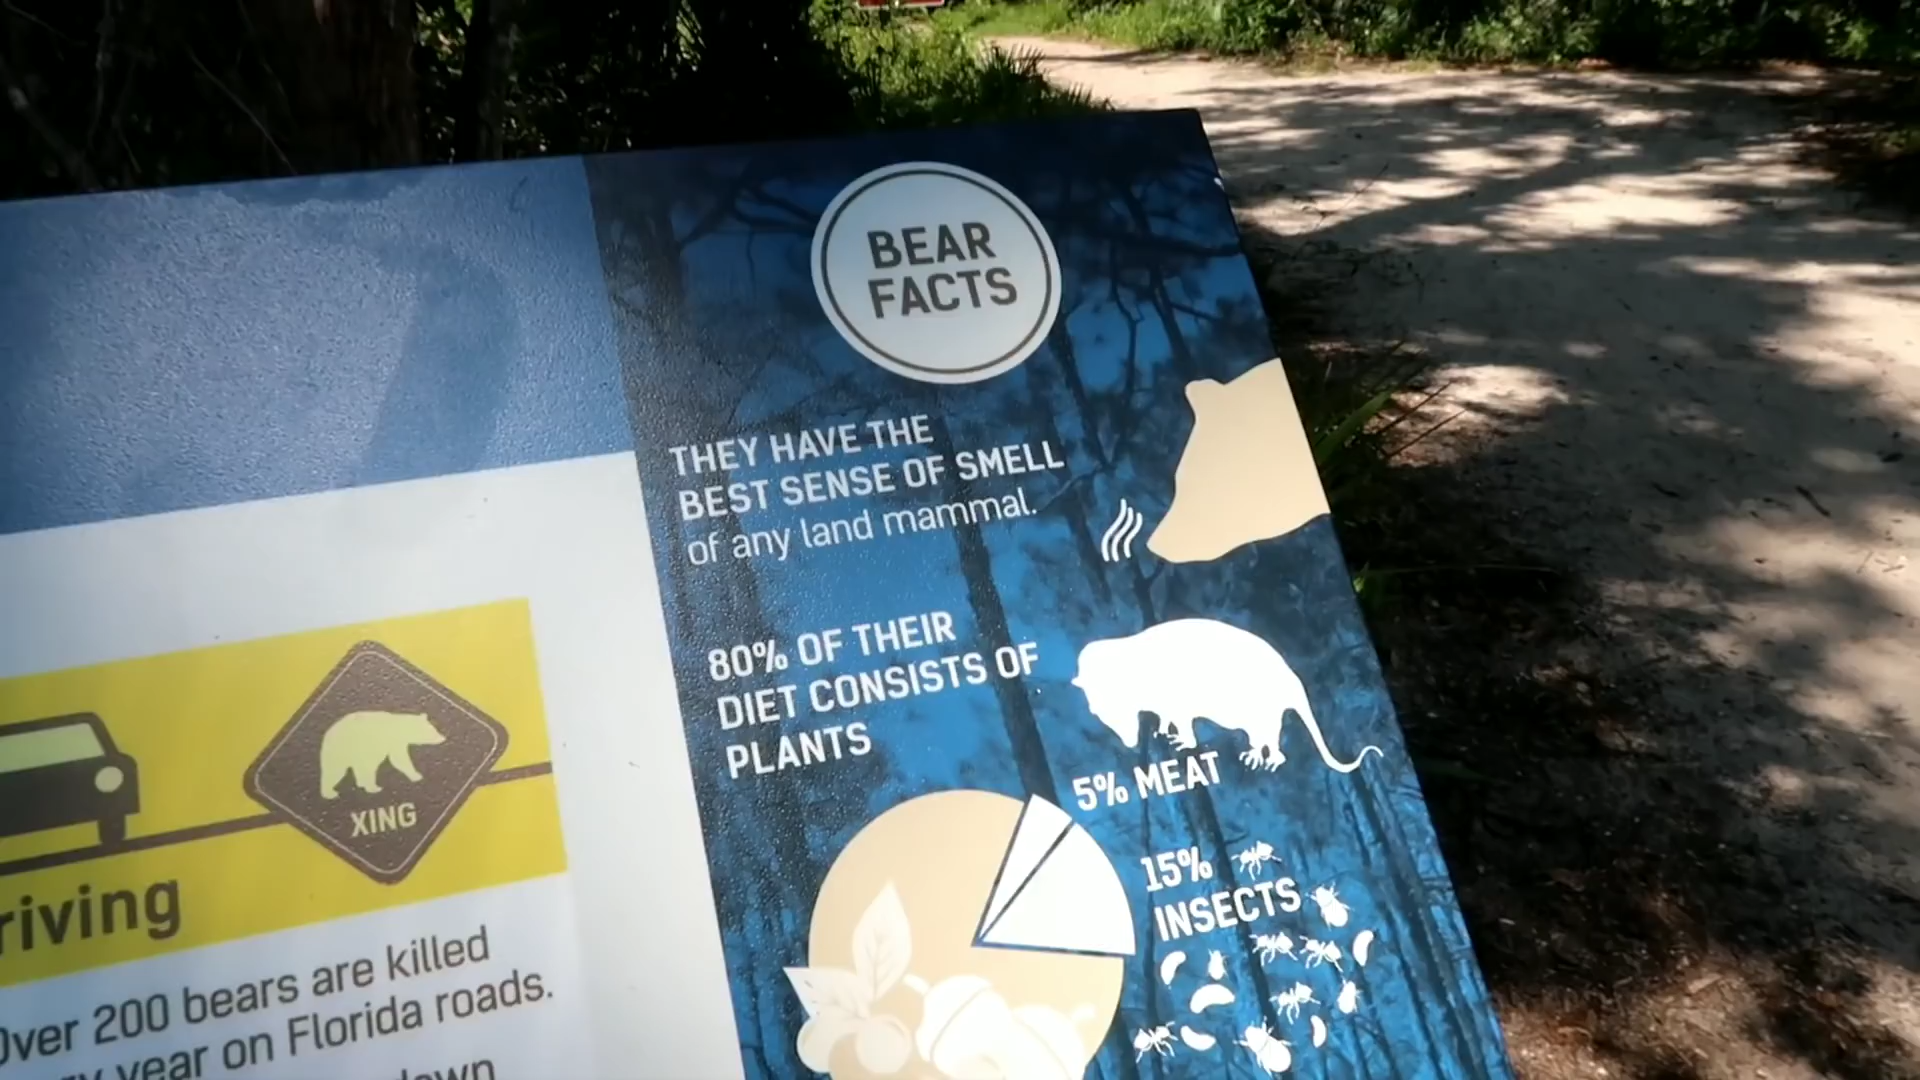 BEAR
FACTS
THEY HAVE THE
BEST SENSE OF SMELL
of any land mammal.
80% OF THEIR
DIET CONSISTS OF
PLANTS
5% MEAT
15%
INSECTS
XING
riving
Over 200 bears are killed
year on Florida roads.
down